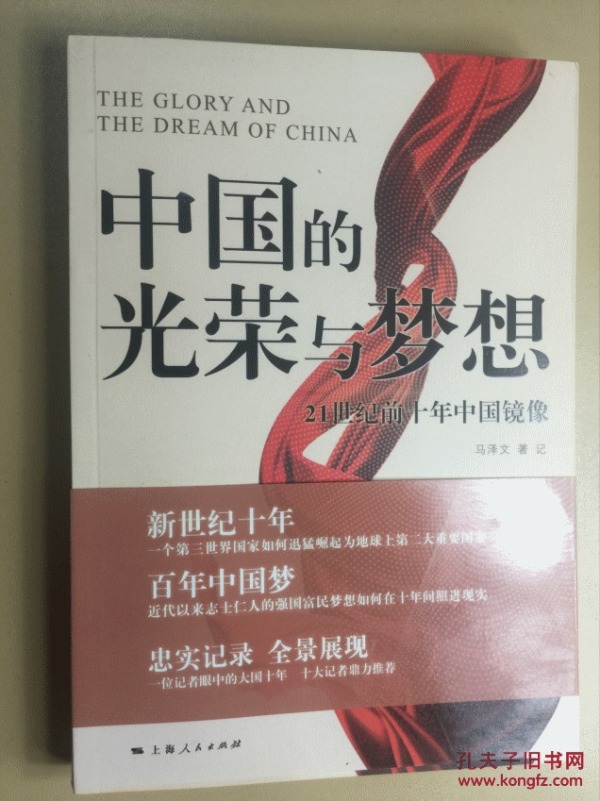 THE GLORY AND
THE DREAM OF CHINA
中国的
光荣与梦想
21世纪前十年中国镜像
马泽文 著 记
新世纪十年
一个第三世界国家如何迅猛崛起为地球上第二大重要国家
百年中国梦
近代以来志士仁人的强国富民梦想如何在十年间照进现实
忠实记录 全景展现
一位记者眼中的大国十年 十大记者鼎力推荐
上海人民出版社
孔夫子旧书网
www.kongfz.com